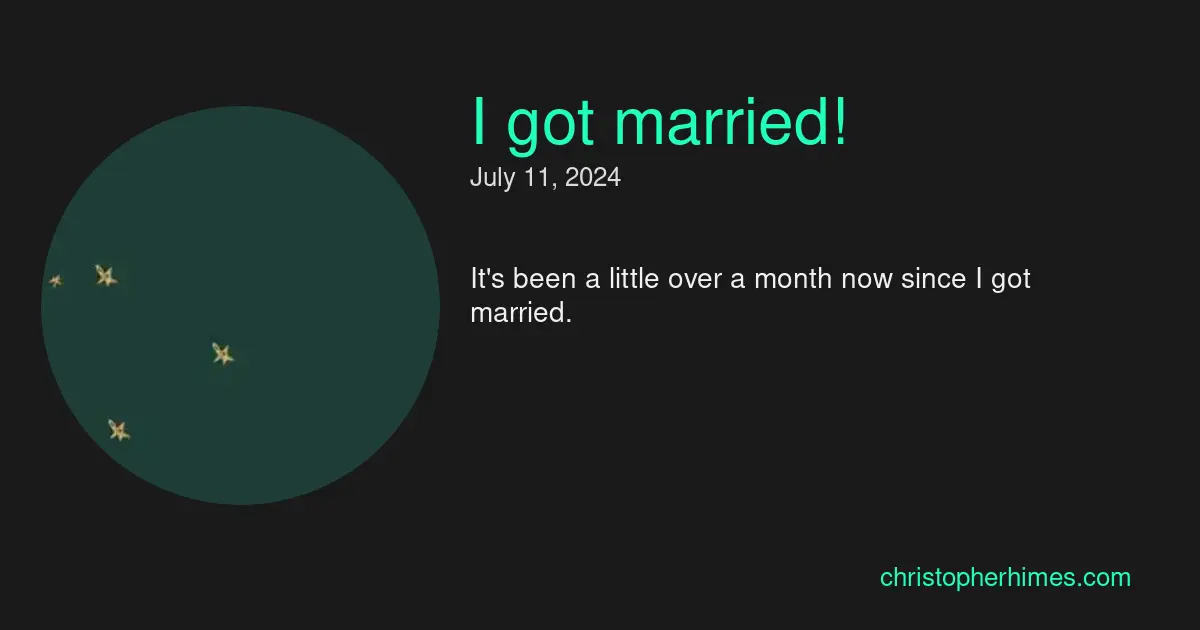 I got married!
July 11, 2024
It's been a little over a month now since I got
married.
christopherhimes.com